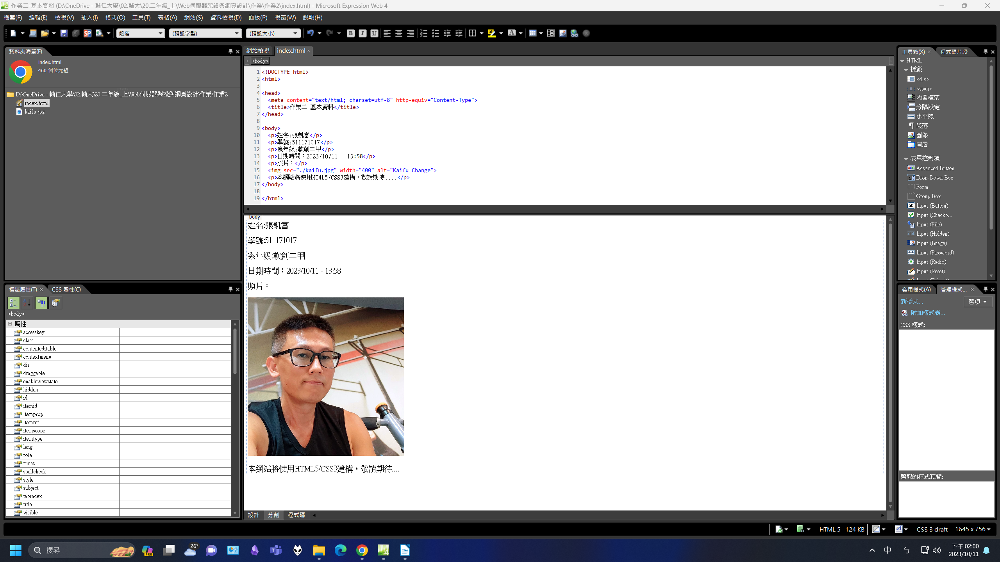 作業二-基本資料 (D:\OneDrive - 輔仁大學\02.輔大\20.二年級_上\Web伺服器架設與網頁設計\作業\作業2\index.html) - Microsoft Expression Web 4
檔案(F) 編輯(E) 檢視(V) 插入(I) 格式(O) 工具(T) 表格(A) 網站(S) 資料檢視(D) 面板(P) 視窗(W) 說明(H)
段落 (預設字型) (預設大小)
資料夾清單(F)
index.html
460 個位元組
D:\OneDrive - 輔仁大學\02.輔大\20.二年級_上\Web伺服器架設與網頁設計\作業\作業2
index.html
kaifu.jpg
網站檢視 index.html
<body>
1 <!DOCTYPE html>
2 <html>
3
4 <head>
5 <meta content="text/html; charset=utf-8" http-equiv="Content-Type">
6 <title>作業二-基本資料</title>
7 </head>
8
9 <body>
10 <p>姓名:張凱富</p>
11 <p>學號:511171017</p>
12 <p>系年級:軟創二甲</p>
13 <p>日期時間：2023/10/11 - 13:58</p>
14 <p>照片：</p>
15 <img src="./kaifu.jpg" width="400" alt="Kaifu Change">
16 <p>本網站將使用HTML5/CSS3建構，敬請期待....</p>
17 </body>
18
19 </html>
body
姓名:張凱富
學號:511171017
系年級:軟創二甲
日期時間：2023/10/11 - 13:58
照片：
本網站將使用HTML5/CSS3建構，敬請期待....
設計 分割 程式碼
工具箱(X) 程式碼片段
HTML
標籤
<div>
<span>
內置框架
分隔設定
水平線
段落
圖像
圖層
表單控制項
Advanced Button
Drop-Down Box
Form
Group Box
Input (Button)
Input (Checkb...
Input (File)
Input (Hidden)
Input (Image)
Input (Password)
Input (Radio)
Input (Reset)
標籤屬性(T) CSS 屬性(C)
<body>
屬性
accesskey
class
contenteditable
contextmenu
dir
draggable
enableviewstate
hidden
id
itemid
itemprop
itemref
itemscope
itemtype
lang
role
runat
spellcheck
style
subject
tabindex
title
visible
套用樣式(A) 管理樣式...
新樣式... 選項
附加樣式表...
CSS 樣式:
選取的樣式預覽:
HTML 5 124 KB CSS 3 draft 1645 x 756
搜尋 PRE 26° 中 ㄅ
下午 02:00
2023/10/11